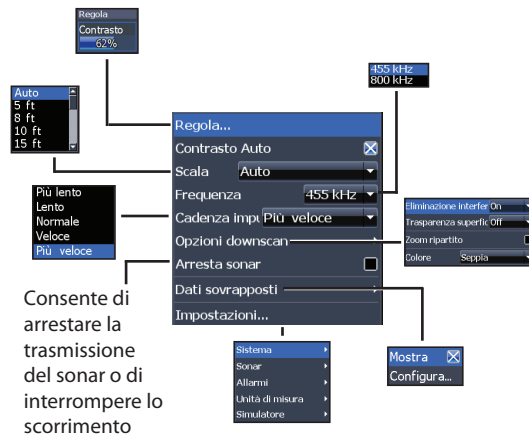 Regola
Contrasto
62%
455 kHz
800 kHz
Auto
5 ft
8 ft
10 ft
15 ft
Regola...
Contrasto Auto
Scala Auto
Frequenza 455 kHz
Cadenza impu Più veloce
Opzioni downscan
Arresta sonar
Dati sovrapposti
Impostazioni...
Più lento
Lento
Normale
Veloce
Più veloce
Eliminazione interfer On
Trasparenza superfic Off
Zoom ripartito
Colore Seppia
Consente di
arrestare la
trasmissione
del sonar o di
interrompere lo
scorrimento
Sistema
Sonar
Allarmi
Unità di misura
Simulatore
Mostra
Configura...